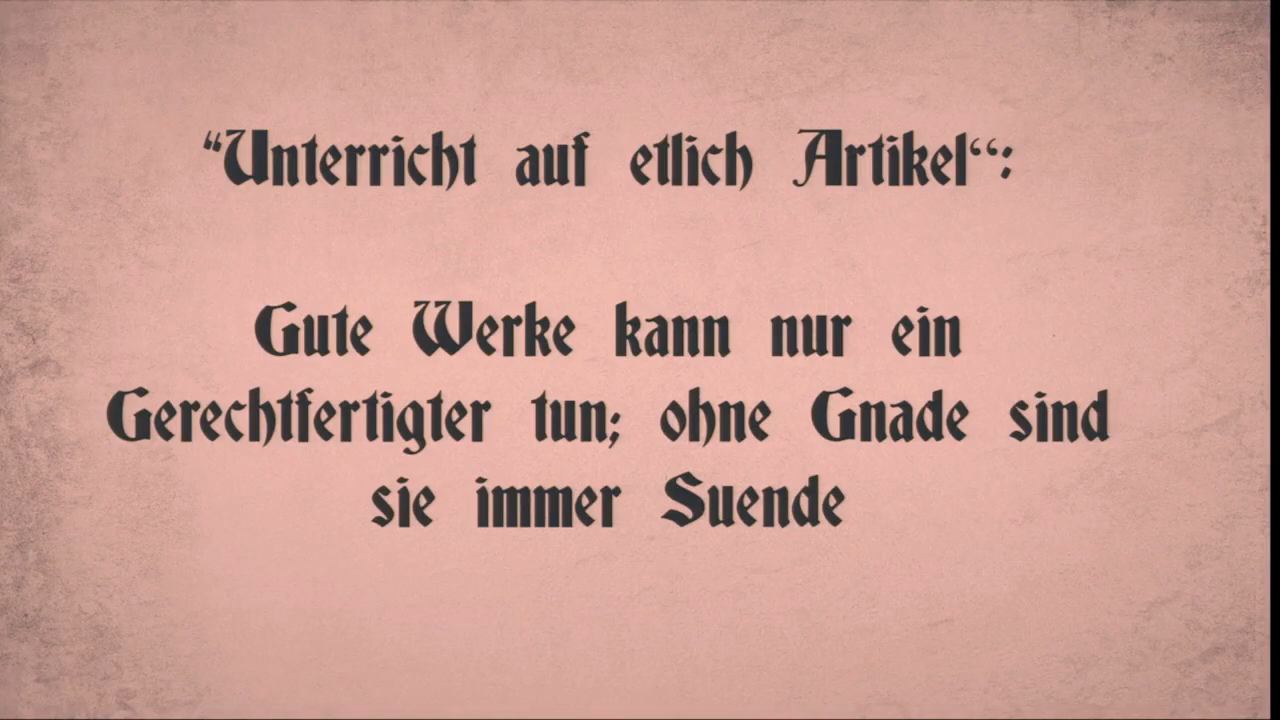 “Unterricht auf etlich Artikel“:
Gute Werke kann nur ein
Gerechtfertigter tun; ohne Gnade sind
sie immer Suende